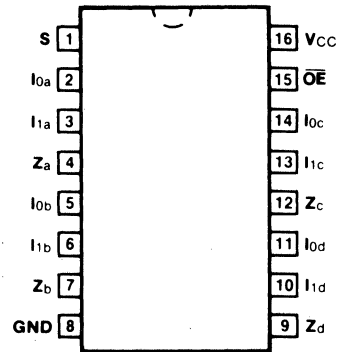 S 1 16 VCC
I0a 2 15 O̅E̅
I1a 3 14 I0c
Za 4 13 I1c
I0b 5 12 Zc
I1b 6 11 I0d
Zb 7 10 I1d
GND 8 9 Zd